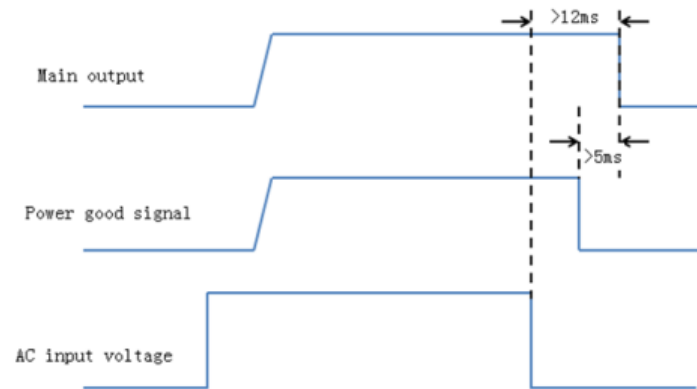 >12ms
Main output
>5ms
Power good signal
AC input voltage